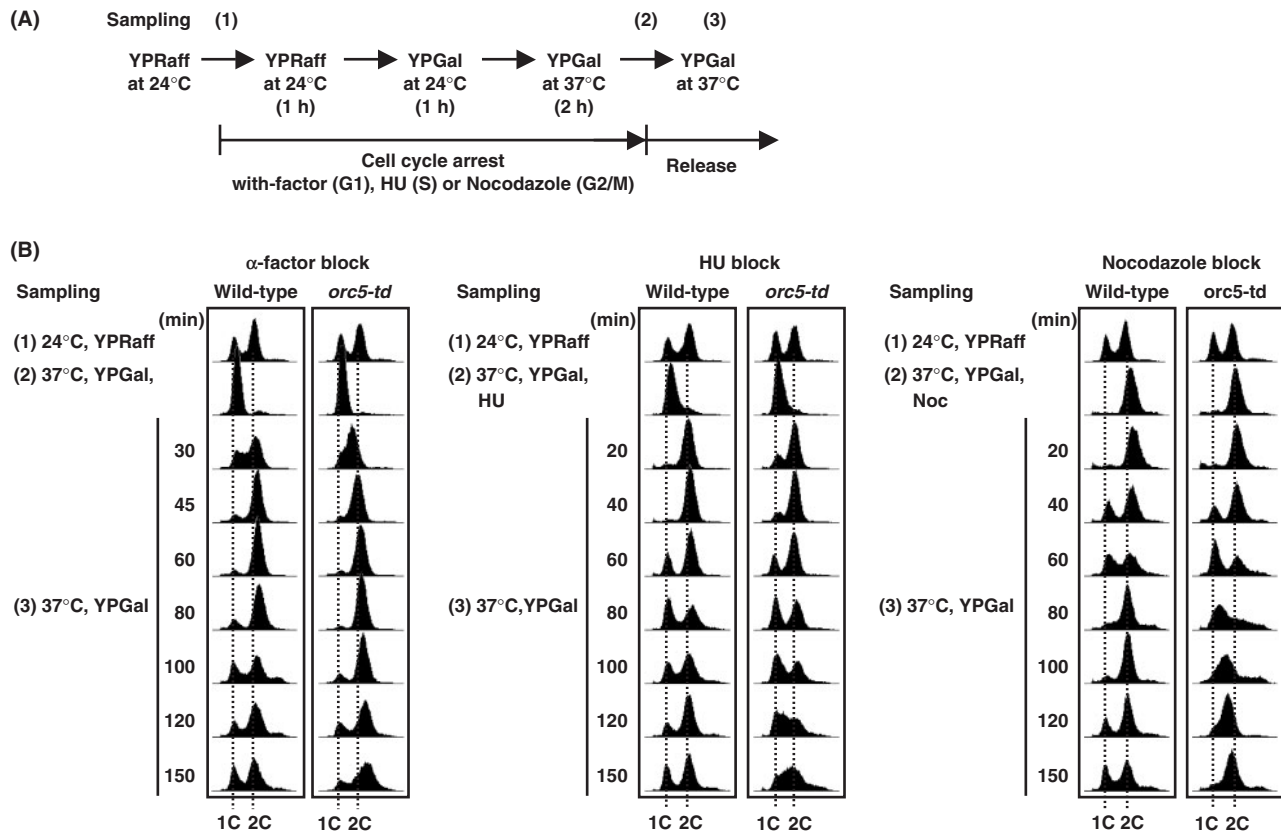 (A)
Sampling (1) (2) (3)
YPRaff at 24°C
YPRaff at 24°C (1 h)
YPGal at 24°C (1 h)
YPGal at 37°C (2 h)
YPGal at 37°C
Cell cycle arrest
with-factor (G1), HU (S) or Nocodazole (G2/M)
Release
(B)
α-factor block
Sampling Wild-type orc5-td
(min)
(1) 24°C, YPRaff
(2) 37°C, YPGal,
30
45
60
(3) 37°C, YPGal 80
100
120
150
1C 2C 1C 2C
HU block
Sampling Wild-type orc5-td
(min)
(1) 24°C, YPRaff
(2) 37°C, YPGal,
HU
20
40
60
(3) 37°C,YPGal 80
100
120
150
1C 2C 1C 2C
Nocodazole block
Sampling Wild-type orc5-td
(min)
(1) 24°C, YPRaff
(2) 37°C, YPGal,
Noc
20
40
60
(3) 37°C, YPGal 80
100
120
150
1C 2C 1C 2C